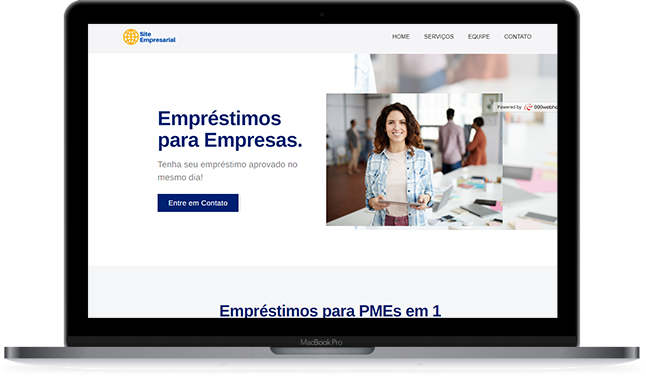 Site
Empresarial
HOME
SERVIÇOS
EQUIPE
CONTATO
Powered by
Empréstimos
para Empresas.
Tenha seu empréstimo aprovado no
mesmo dia!
Entre em Contato
Empréstimos para PMEs em 1
MacBook Pro